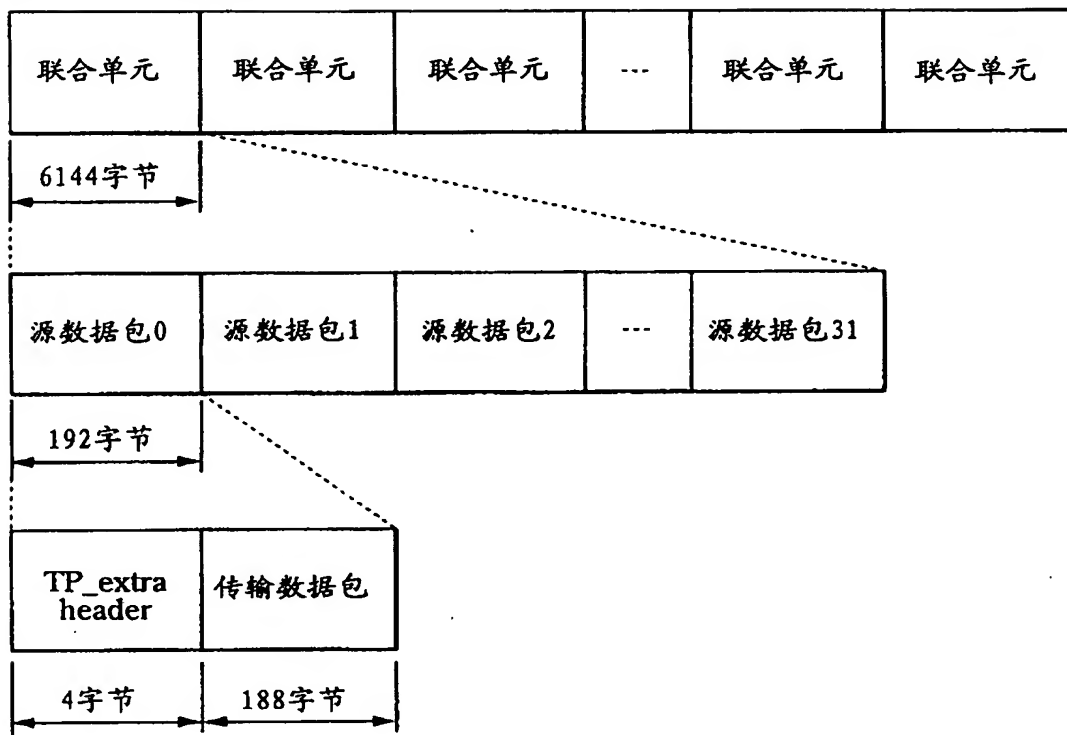 联合单元 联合单元 联合单元 --- 联合单元 联合单元
6144字节
源数据包0 源数据包1 源数据包2 --- 源数据包31
192字节
TP_extra
header
传输数据包
4字节 188字节